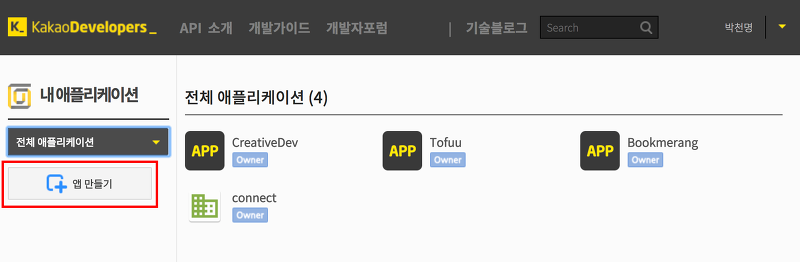 K_ KakaoDevelopers_ API 소개 개발가이드 개발자포럼 | 기술블로그 Search 박천명
내 애플리케이션
전체 애플리케이션
앱 만들기
전체 애플리케이션 (4)
APP CreativeDev
Owner
APP Tofuu
Owner
APP Bookmerang
Owner
connect
Owner